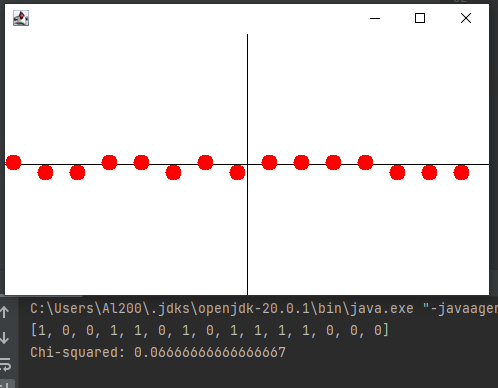 C:\Users\Al200\.jdks\openjdk-20.0.1\bin\java.exe "-javaagen
[1, 0, 0, 1, 1, 0, 1, 0, 1, 1, 1, 1, 0, 0, 0]
Chi-squared: 0.06666666666666667